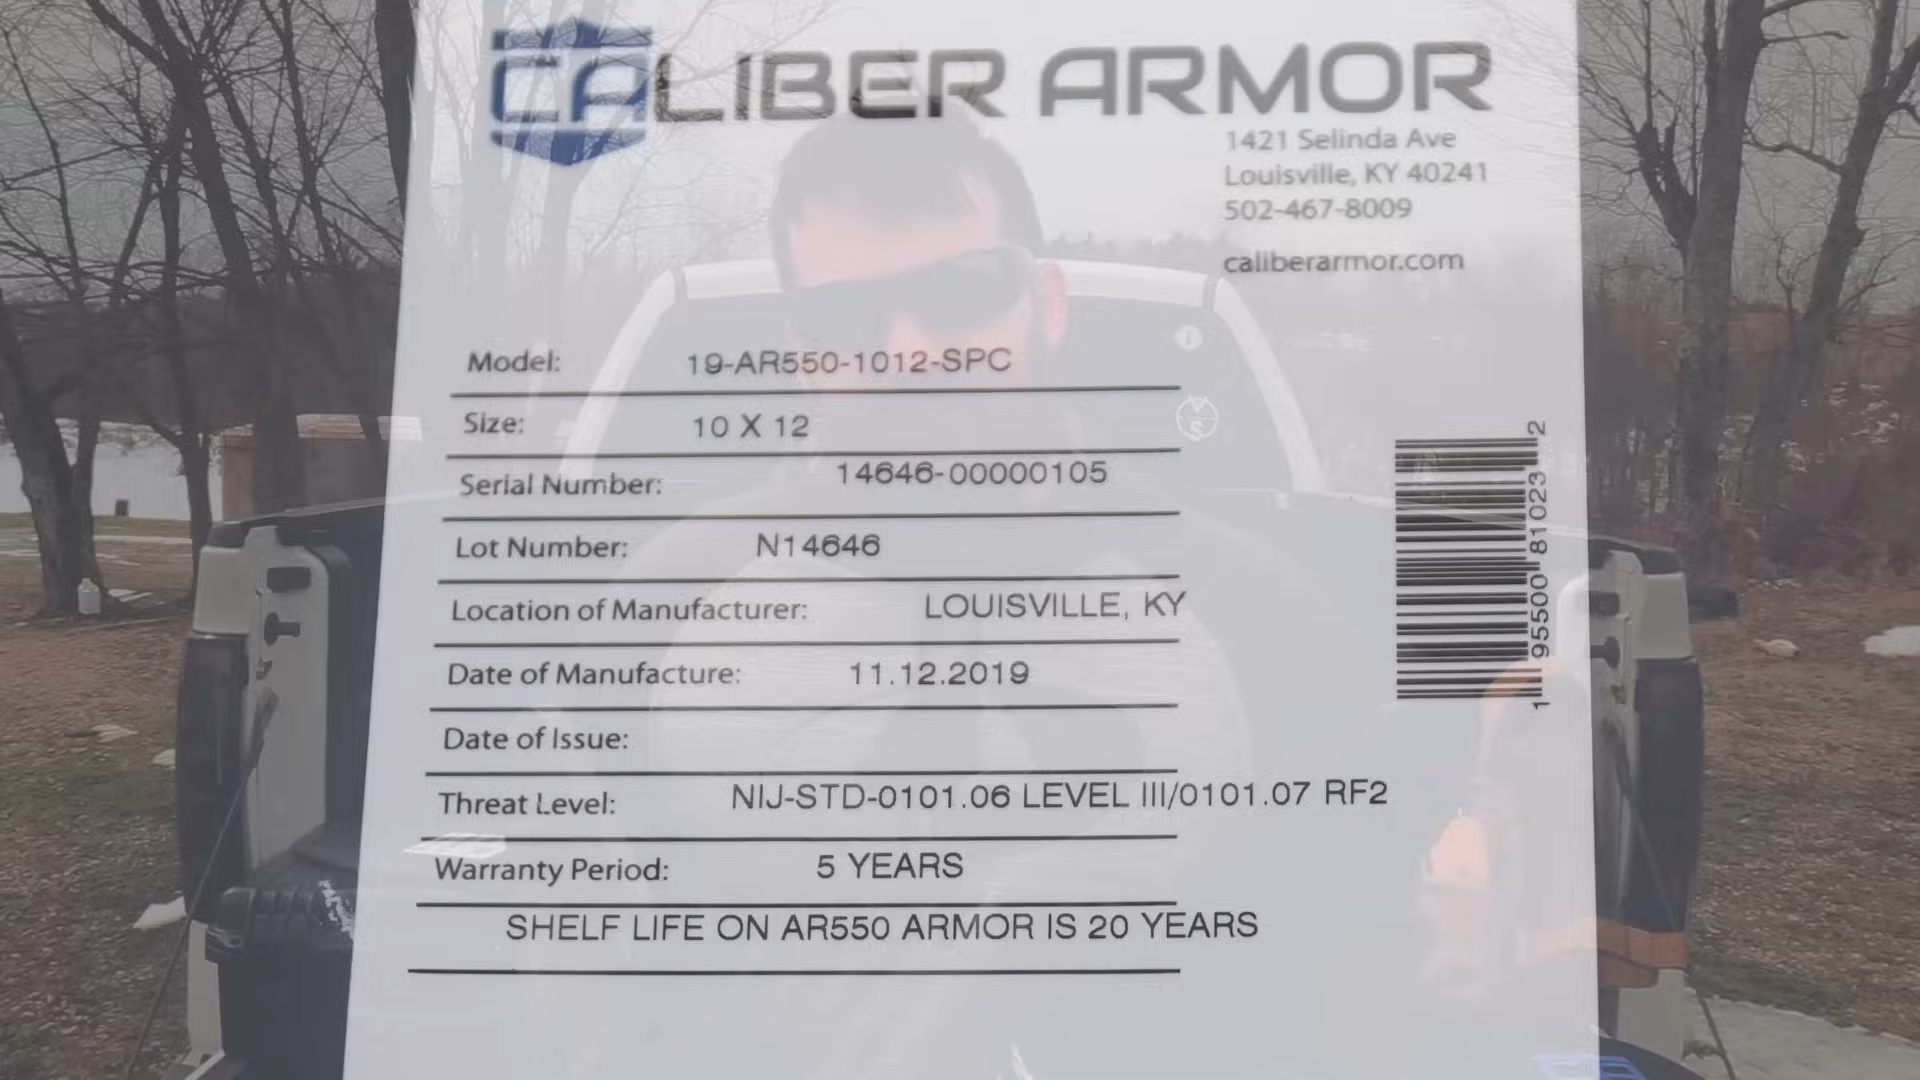 CALIBER ARMOR
1421 Selinda Ave
Louisville, KY 40241
502-467-8009
caliberarmor.com
Model: 19-AR550-1012-SPC
Size: 10 X 12
Serial Number: 14646-00000105
Lot Number: N14646
Location of Manufacturer: LOUISVILLE, KY
Date of Manufacture: 11.12.2019
Date of Issue:
Threat Level: NIJ-STD-0101.06 LEVEL III/0101.07 RF2
Warranty Period: 5 YEARS
SHELF LIFE ON AR550 ARMOR IS 20 YEARS
1 95500 81023 2